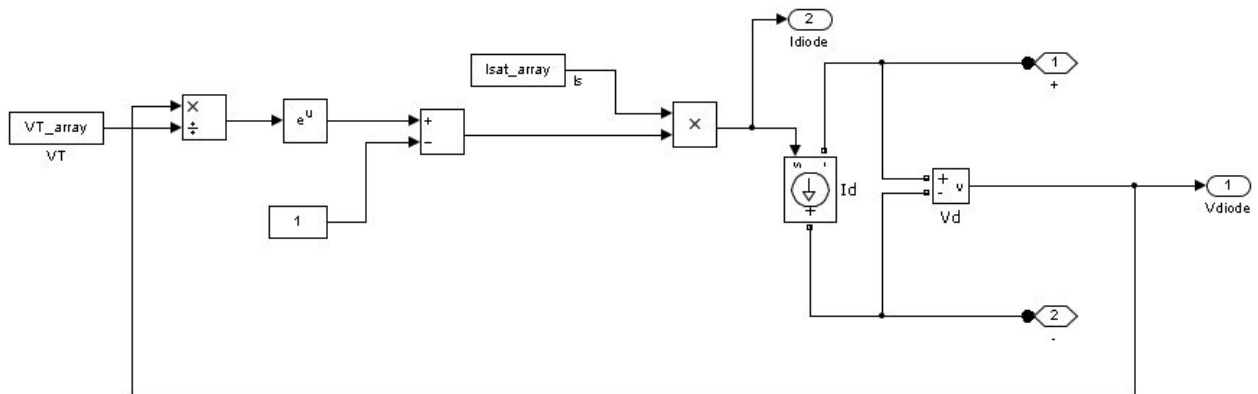 2
Idiode
Isat_array
Is
1
+
×
÷
VT_array
VT
e^u
+
-
×
s
-
+
Id
+
-
v
Vd
1
Vdiode
1
2
-